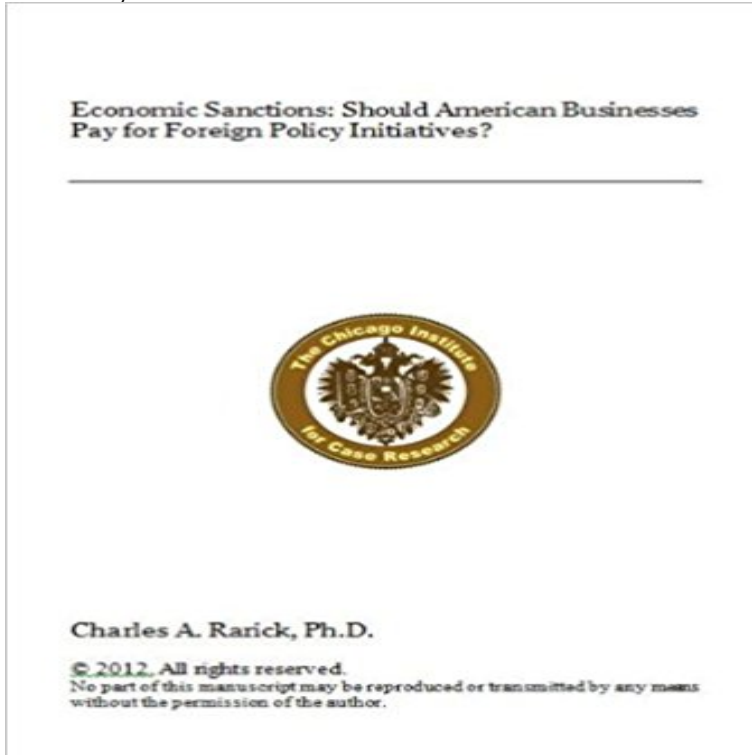 Economic Sanctions: Should American Businesses
Pay for Foreign Policy Initiatives?
The Chicago Institute
for Case Research
Charles A. Rarick, Ph.D.
© 2012. All rights reserved.
No part of this manuscript may be reproduced or transmitted by any means
without the permission of the author.